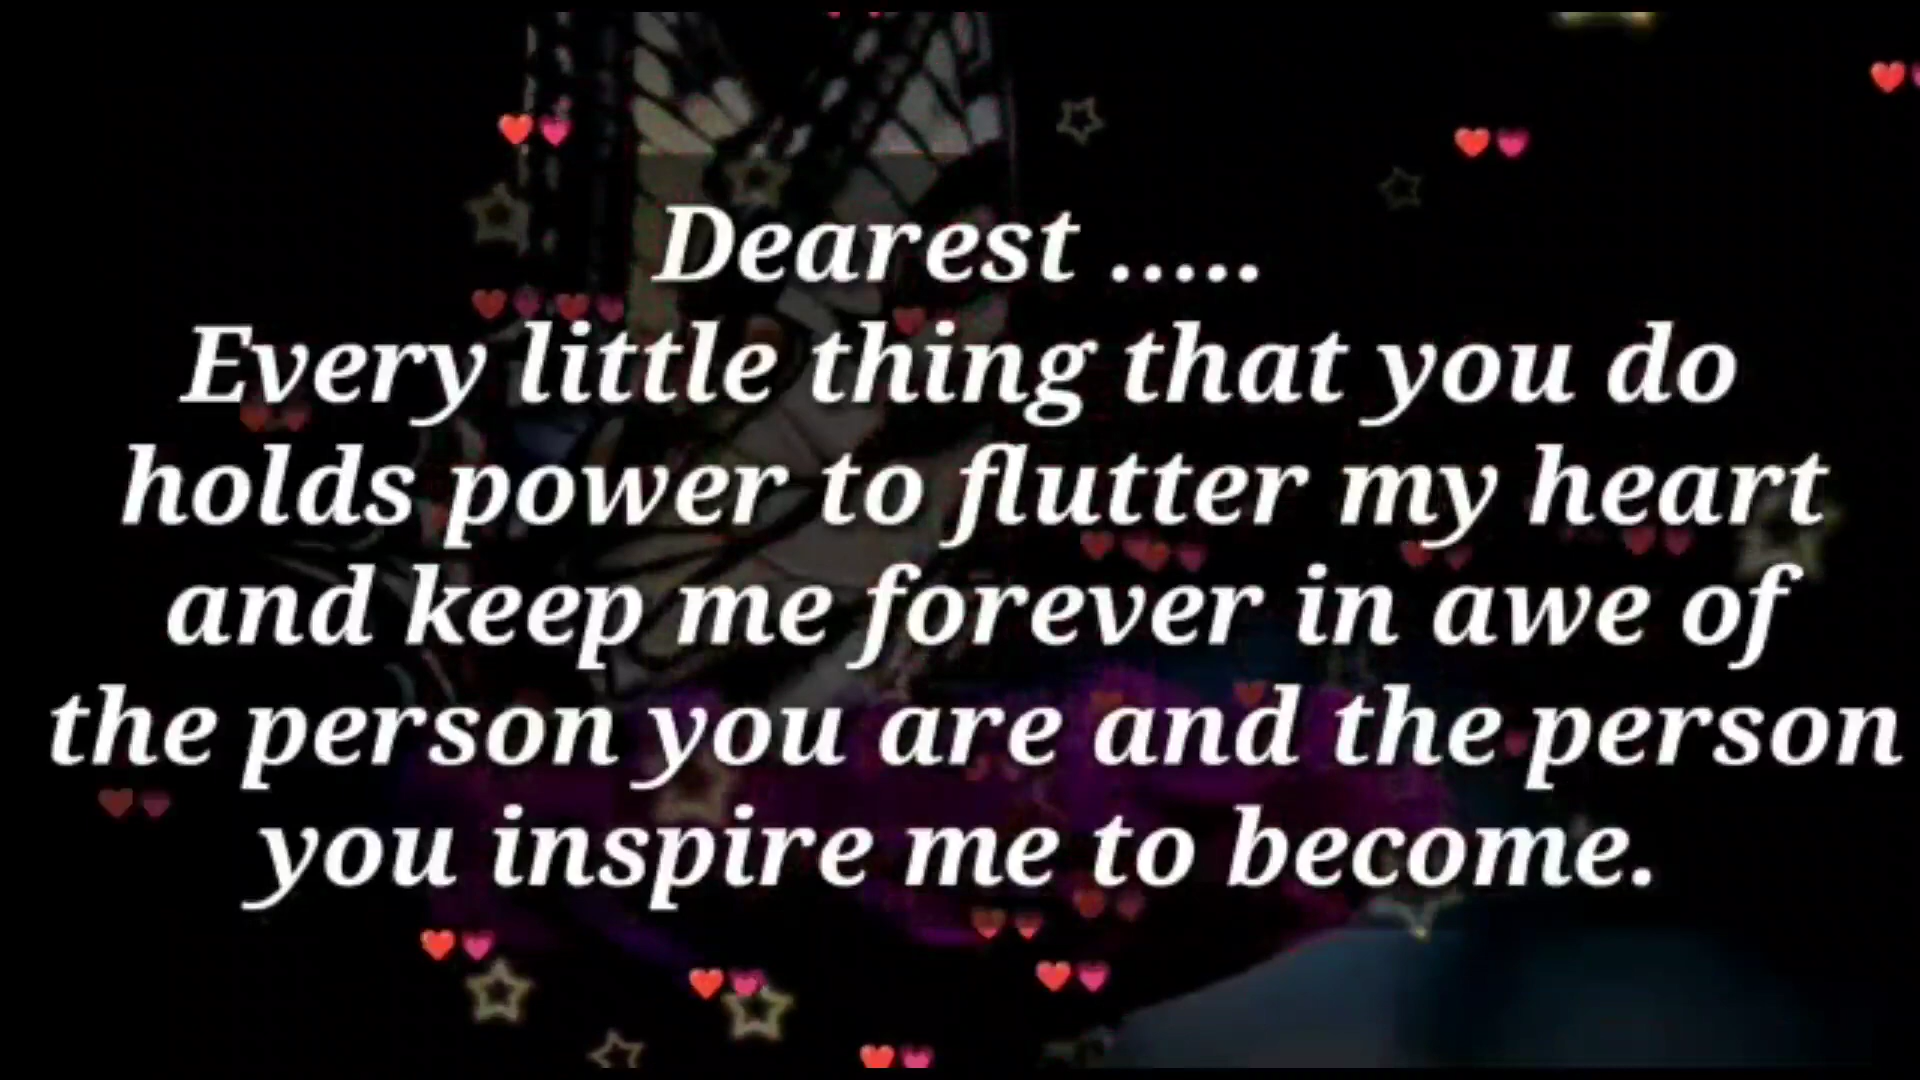 Dearest .....
Every little thing that you do
holds power to flutter my heart
and keep me forever in awe of
the person you are and the person
you inspire me to become.